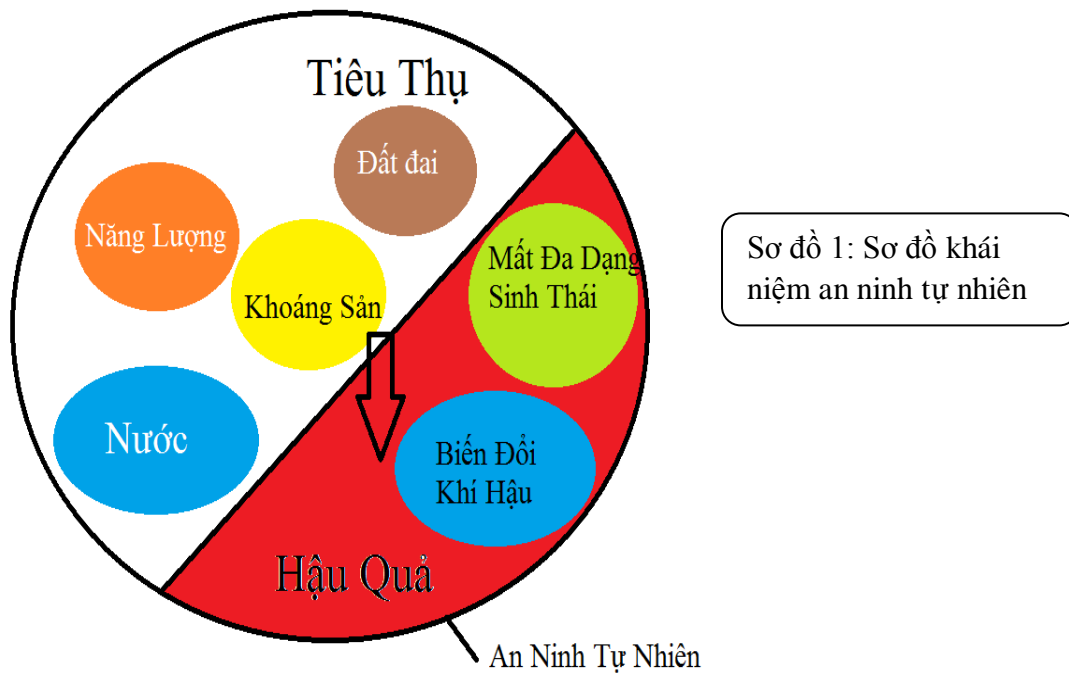 Tiêu Thụ
Đất đai
Năng Lượng
Khoáng Sản
Nước
Mất Đa Dạng
Sinh Thái
Biến Đổi
Khí Hậu
Hậu Quả
An Ninh Tự Nhiên
Sơ đồ 1: Sơ đồ khái
niệm an ninh tự nhiên